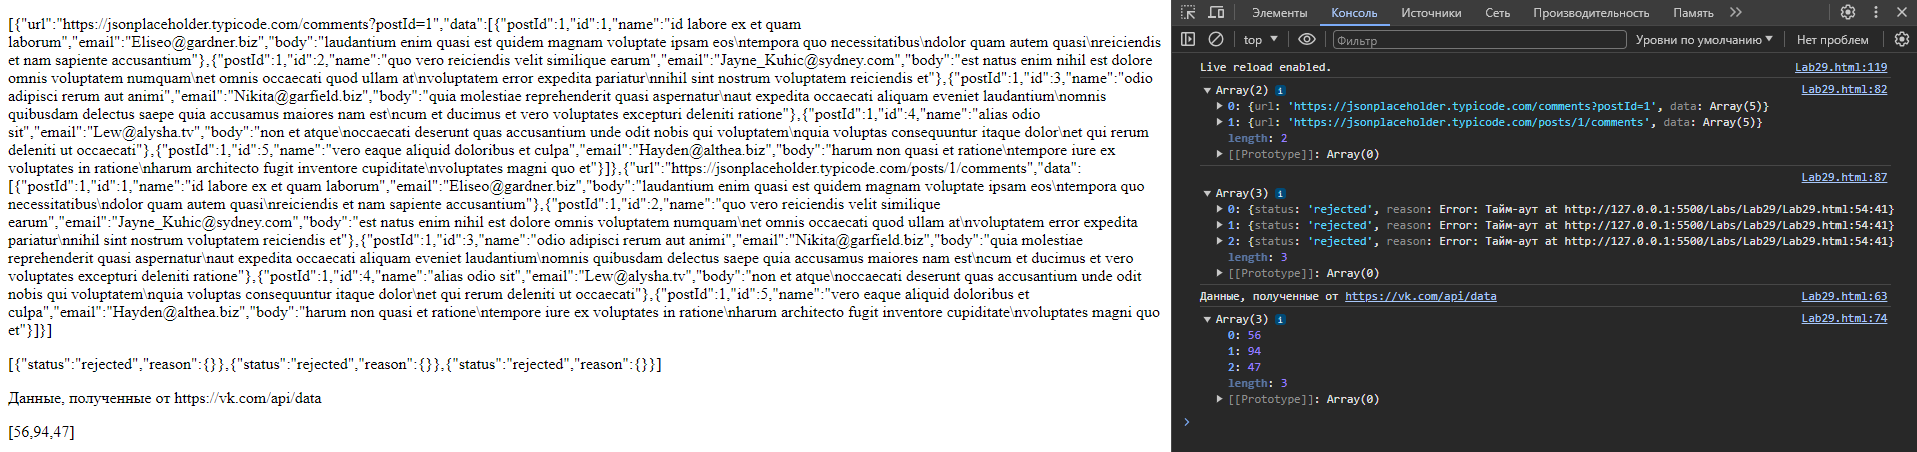 [{"url":"https://jsonplaceholder.typicode.com/comments?postId=1","data":[{"postId":1,"id":1,"name":"id labore ex et quam
laborum","email":"Eliseo@gardner.biz","body":"laudantium enim quasi est quidem magnam voluptate ipsam eos\ntempora quo necessitatibus\ndolor quam autem quasi\nreiciendis
et nam sapiente accusantium"},{"postId":1,"id":2,"name":"quo vero reiciendis velit similique earum","email":"Jayne_Kuhic@sydney.com","body":"est natus enim nihil est dolore
omnis voluptatem numquam\net omnis occaecati quod ullam at\nvoluptatem error expedita pariatur\nnihil sint nostrum voluptatem reiciendis et"},{"postId":1,"id":3,"name":"odio
adipisci rerum aut animi","email":"Nikita@garfield.biz","body":"quia molestiae reprehenderit quasi aspernatur\naut expedita occaecati aliquam eveniet laudantium\nomnis
quibusdam delectus saepe quia accusamus maiores nam est\ncum et ducimus et vero voluptates excepturi deleniti ratione"},{"postId":1,"id":4,"name":"alias odio
sit","email":"Lew@alysha.tv","body":"non et atque\noccaecati deserunt quas accusantium unde odit nobis qui voluptatem\nquia voluptas consequuntur itaque dolor\net qui rerum
deleniti ut occaecati"},{"postId":1,"id":5,"name":"vero eaque aliquid doloribus et culpa","email":"Hayden@althea.biz","body":"harum non quasi et ratione\ntempore iure ex
voluptates in ratione\nharum architecto fugit inventore cupiditate\nvoluptates magni quo et"}]},{"url":"https://jsonplaceholder.typicode.com/posts/1/comments","data":
[{"postId":1,"id":1,"name":"id labore ex et quam laborum","email":"Eliseo@gardner.biz","body":"laudantium enim quasi est quidem magnam voluptate ipsam eos\ntempora quo
necessitatibus\ndolor quam autem quasi\nreiciendis et nam sapiente accusantium"},{"postId":1,"id":2,"name":"quo vero reiciendis velit similique
earum","email":"Jayne_Kuhic@sydney.com","body":"est natus enim nihil est dolore omnis voluptatem numquam\net omnis occaecati quod ullam at\nvoluptatem error expedita
pariatur\nnihil sint nostrum voluptatem reiciendis et"},{"postId":1,"id":3,"name":"odio adipisci rerum aut animi","email":"Nikita@garfield.biz","body":"quia molestiae
reprehenderit quasi aspernatur\naut expedita occaecati aliquam eveniet laudantium\nomnis quibusdam delectus saepe quia accusamus maiores nam est\ncum et ducimus et vero
voluptates excepturi deleniti ratione"},{"postId":1,"id":4,"name":"alias odio sit","email":"Lew@alysha.tv","body":"non et atque\noccaecati deserunt quas accusantium unde odit
nobis qui voluptatem\nquia voluptas consequuntur itaque dolor\net qui rerum deleniti ut occaecati"},{"postId":1,"id":5,"name":"vero eaque aliquid doloribus et
culpa","email":"Hayden@althea.biz","body":"harum non quasi et ratione\ntempore iure ex voluptates in ratione\nharum architecto fugit inventore cupiditate\nvoluptates magni quo
et"}]}]
[{"status":"rejected","reason":{}},{"status":"rejected","reason":{}},{"status":"rejected","reason":{}}]
Данные, полученные от https://vk.com/api/data
[56,94,47]
Элементы Консоль Источники Сеть Производительность Память
top Фильтр Уровни по умолчанию Нет проблем
Live reload enabled. Lab29.html:119
Array(2) i Lab29.html:82
0: {url: 'https://jsonplaceholder.typicode.com/comments?postId=1', data: Array(5)}
1: {url: 'https://jsonplaceholder.typicode.com/posts/1/comments', data: Array(5)}
length: 2
[[Prototype]]: Array(0)
Lab29.html:87
Array(3) i
0: {status: 'rejected', reason: Error: Тайм-аут at http://127.0.0.1:5500/Labs/Lab29/Lab29.html:54:41}
1: {status: 'rejected', reason: Error: Тайм-аут at http://127.0.0.1:5500/Labs/Lab29/Lab29.html:54:41}
2: {status: 'rejected', reason: Error: Тайм-аут at http://127.0.0.1:5500/Labs/Lab29/Lab29.html:54:41}
length: 3
[[Prototype]]: Array(0)
Данные, полученные от https://vk.com/api/data Lab29.html:63
Array(3) i Lab29.html:74
0: 56
1: 94
2: 47
length: 3
[[Prototype]]: Array(0)